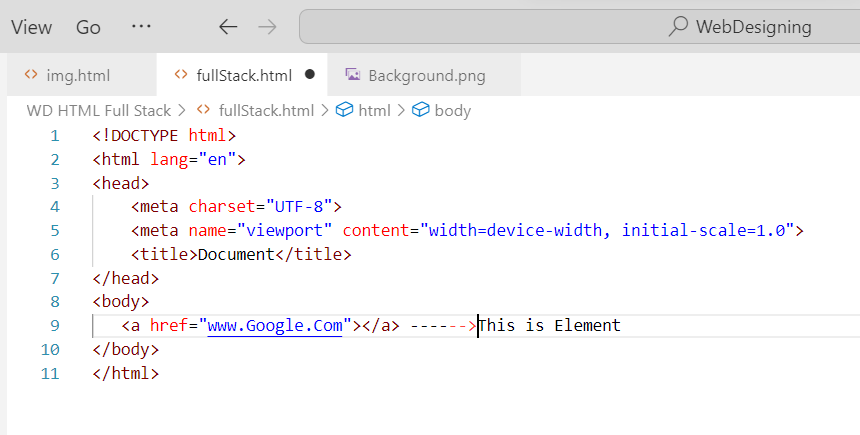 View Go ··· ← → WebDesigning
img.html fullStack.html ● Background.png
WD HTML Full Stack > fullStack.html > html > body
1 <!DOCTYPE html>
2 <html lang="en">
3 <head>
4     <meta charset="UTF-8">
5     <meta name="viewport" content="width=device-width, initial-scale=1.0">
6     <title>Document</title>
7 </head>
8 <body>
9    <a href="www.Google.Com"></a> ------>This is Element
10 </body>
11 </html>